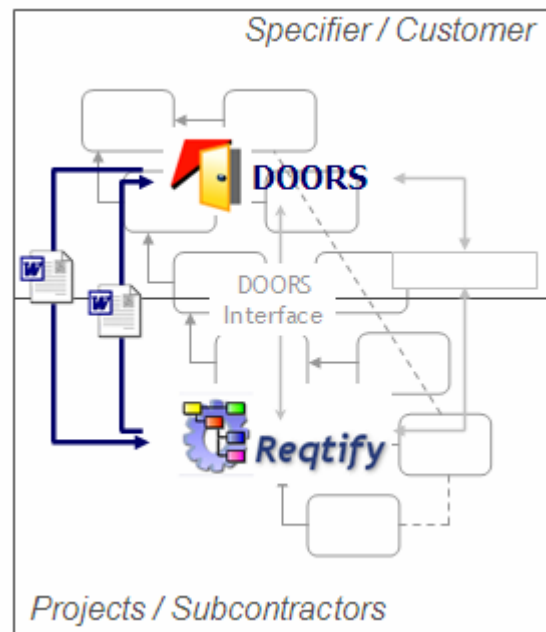 Specifier / Customer
DOORS
W
DOORS
Interface
W
Reqtify
Projects / Subcontractors